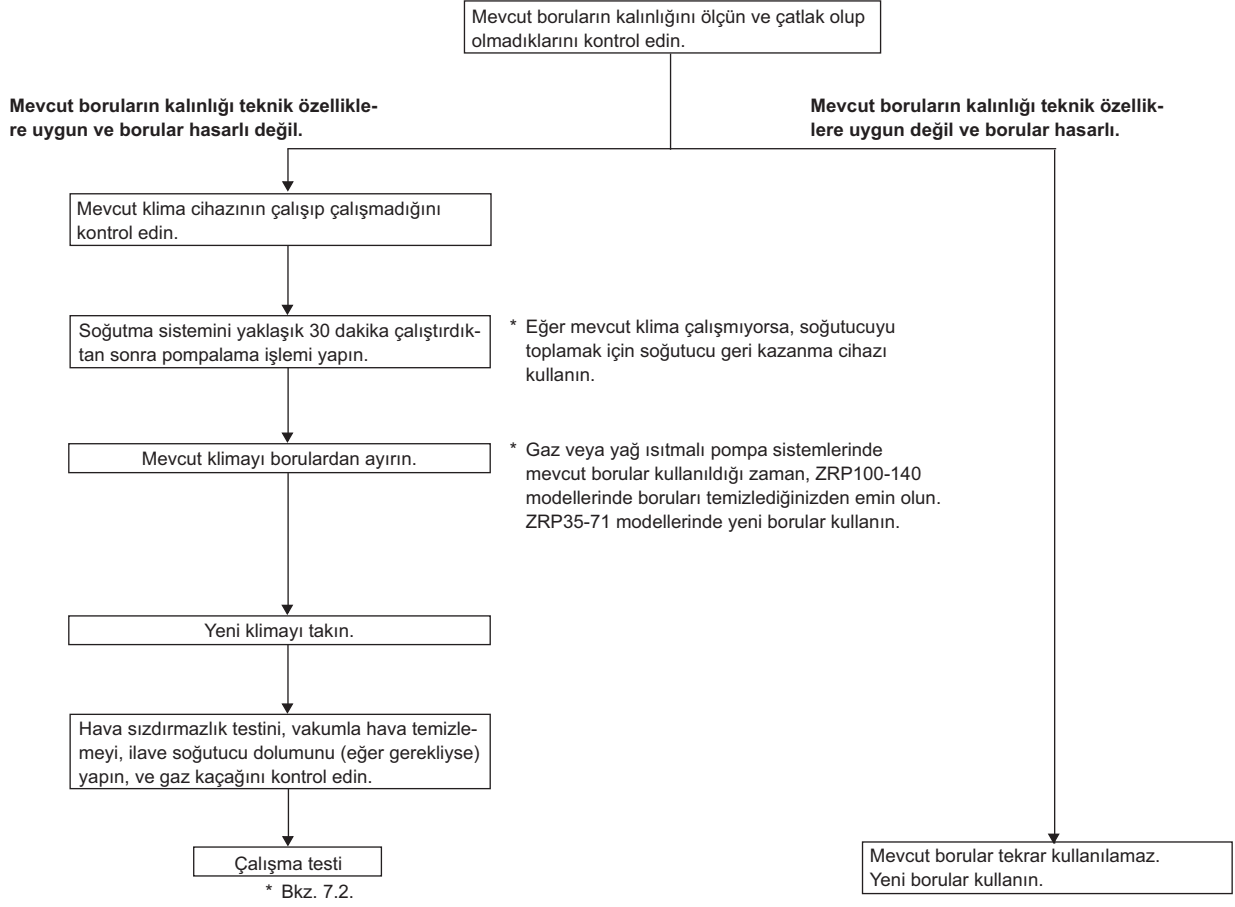 Mevcut boruların kalınlığını ölçün ve çatlak olup
olmadıklarını kontrol edin.
Mevcut boruların kalınlığı teknik özellikle-
re uygun ve borular hasarlı değil.
Mevcut boruların kalınlığı teknik özellik-
lere uygun değil ve borular hasarlı.
Mevcut klima cihazının çalışıp çalışmadığını
kontrol edin.
Soğutma sistemini yaklaşık 30 dakika çalıştırdık-
tan sonra pompalama işlemi yapın.
* Eğer mevcut klima çalışmıyorsa, soğutucuyu
toplamak için soğutucu geri kazanma cihazı
kullanın.
Mevcut klimayı borulardan ayırın.
* Gaz veya yağ ısıtmalı pompa sistemlerinde
mevcut borular kullanıldığı zaman, ZRP100-140
modellerinde boruları temizlediğinizden emin olun.
ZRP35-71 modellerinde yeni borular kullanın.
Yeni klimayı takın.
Hava sızdırmazlık testini, vakumla hava temizle-
meyi, ilave soğutucu dolumunu (eğer gerekliyse)
yapın, ve gaz kaçağını kontrol edin.
Çalışma testi
* Bkz. 7.2.
Mevcut borular tekrar kullanılamaz.
Yeni borular kullanın.